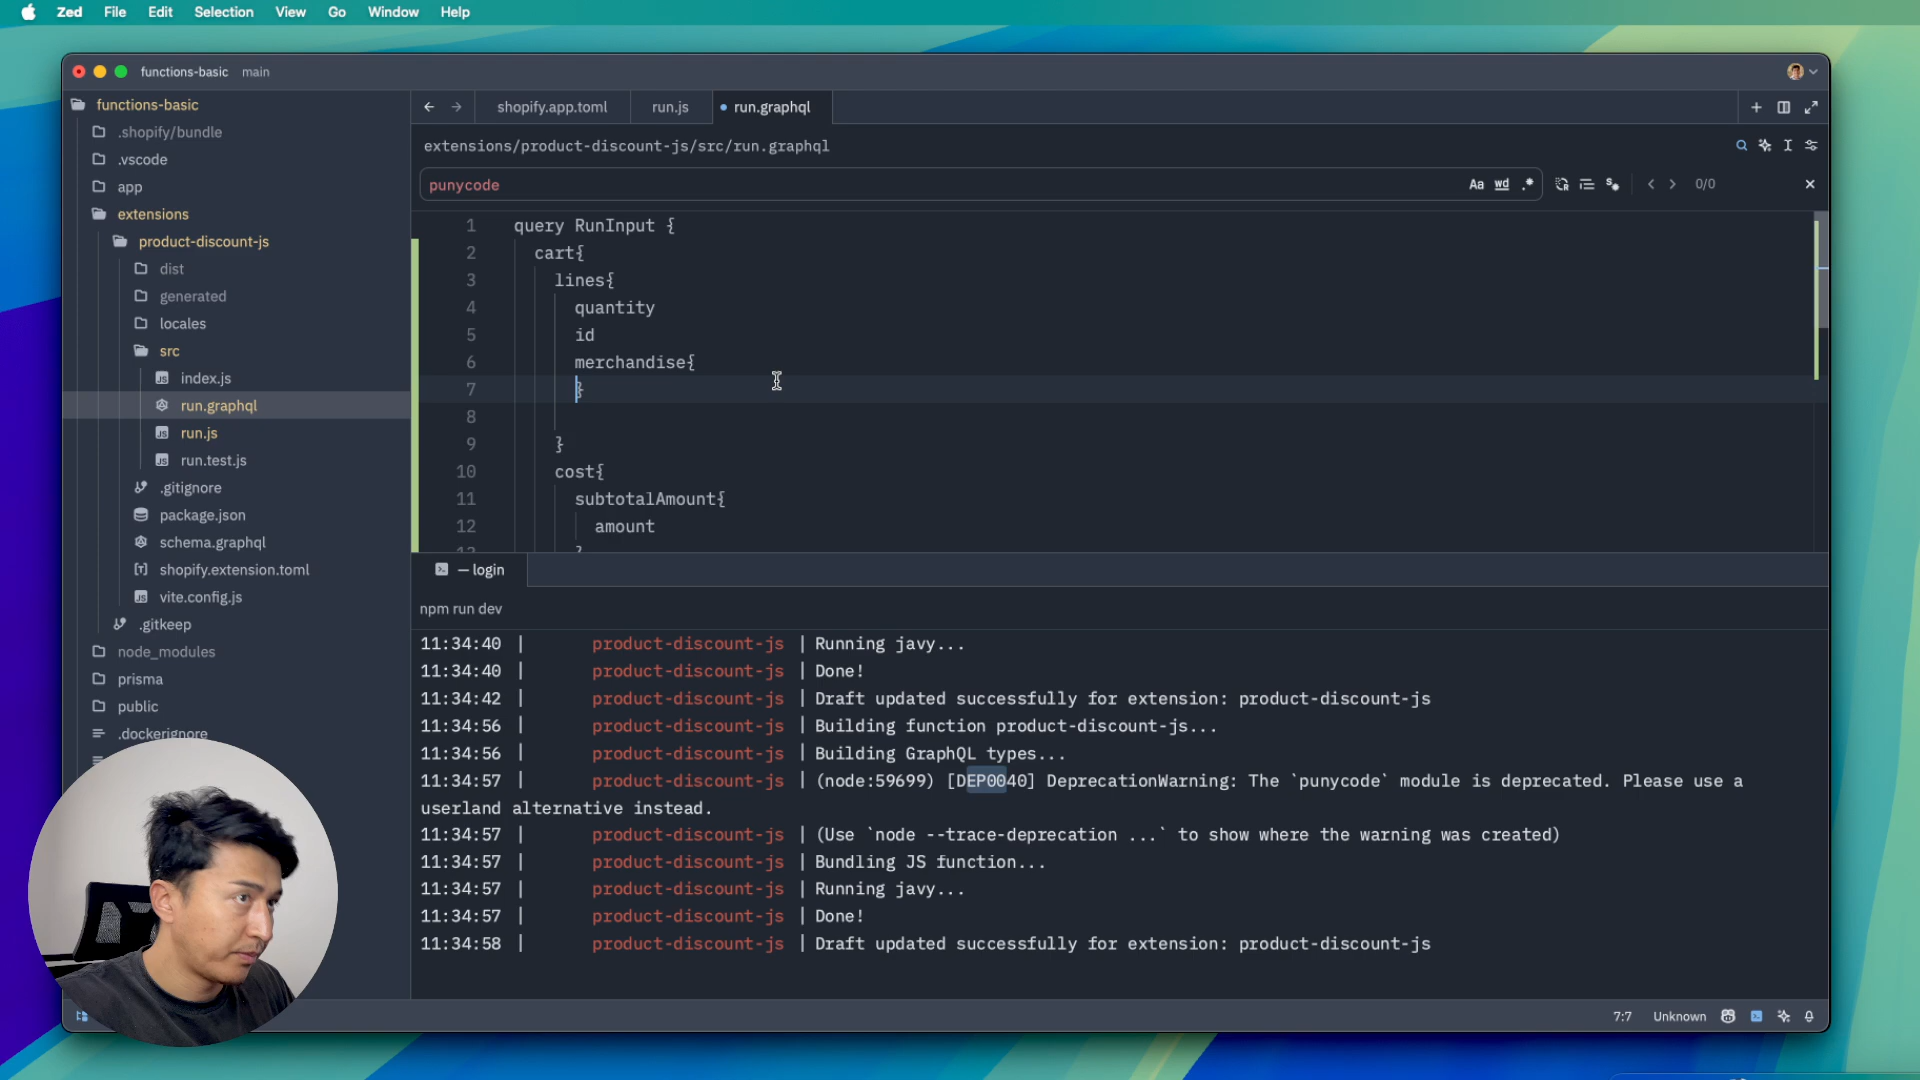 Zed File Edit Selection View Go Window Help
functions-basic main
functions-basic
.shopify/bundle
.vscode
app
extensions
product-discount-js
dist
generated
locales
src
index.js
run.graphql
run.js
run.test.js
.gitignore
package.json
schema.graphql
shopify.extension.toml
vite.config.js
.gitkeep
node_modules
prisma
public
.dockerignore
shopify.app.toml run.js run.graphql
extensions/product-discount-js/src/run.graphql
punycode Aa wd .* 0/0
1 query RunInput {
2 cart{
3 lines{
4 quantity
5 id
6 merchandise{
7 }
8
9 }
10 cost{
11 subtotalAmount{
12 amount
13 }
— login
npm run dev
11:34:40 | product-discount-js | Running javy...
11:34:40 | product-discount-js | Done!
11:34:42 | product-discount-js | Draft updated successfully for extension: product-discount-js
11:34:56 | product-discount-js | Building function product-discount-js...
11:34:56 | product-discount-js | Building GraphQL types...
11:34:57 | product-discount-js | (node:59699) [DEP0040] DeprecationWarning: The `punycode` module is deprecated. Please use a
userland alternative instead.
11:34:57 | product-discount-js | (Use `node --trace-deprecation ...` to show where the warning was created)
11:34:57 | product-discount-js | Bundling JS function...
11:34:57 | product-discount-js | Running javy...
11:34:57 | product-discount-js | Done!
11:34:58 | product-discount-js | Draft updated successfully for extension: product-discount-js
7:7 Unknown